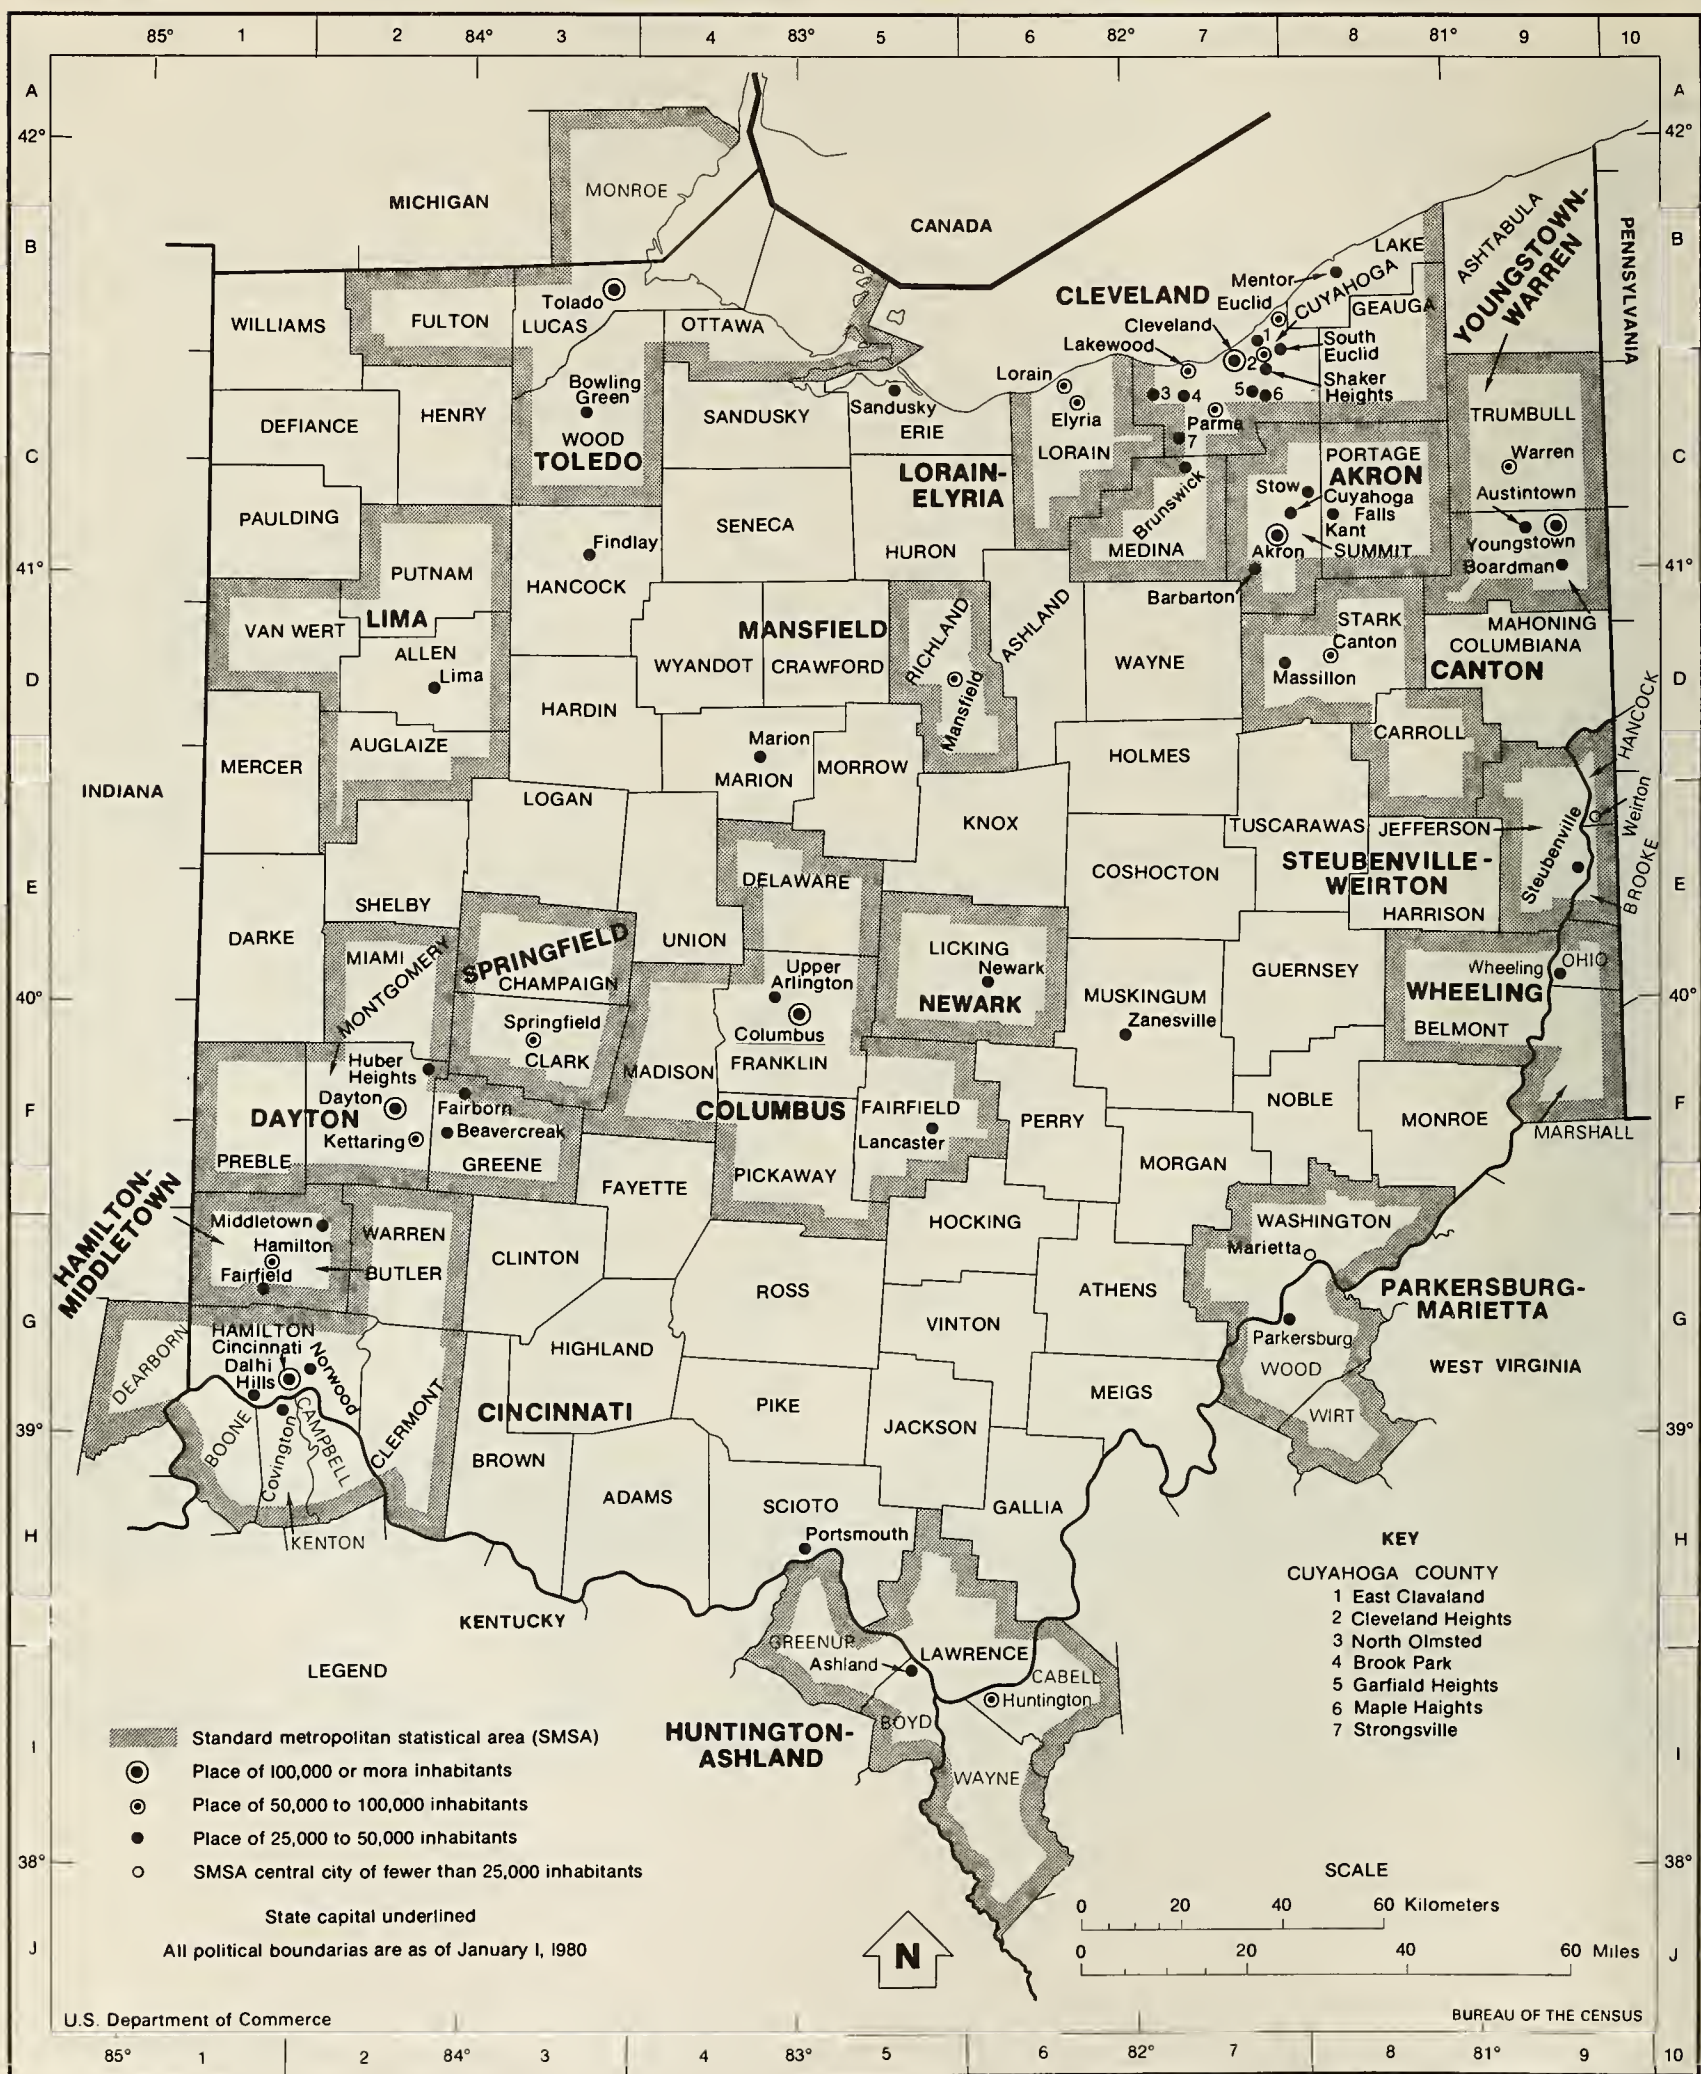 85° 1 2 84° 3 4 83° 5 6 82° 7 8 81° 9 10
A A
42° 42°
MONROE
MICHIGAN
CANADA
ASHTABULA
YOUNGSTOWN-
WARREN
PENNSYLVANIA
B B
LAKE
Mentor
CUYAHOGA
Euclid
GEAUGA
CLEVELAND
Cleveland
Lakewood
Tolado
LUCAS
WILLIAMS
FULTON
OTTAWA
1
2
South
Euclid
Shaker
Heights
3 4 5 6
Parma
7
Lorain
Elyria
LORAIN
Bowling
Green
WOOD
TOLEDO
SANDUSKY
Sandusky
ERIE
DEFIANCE
HENRY
TRUMBULL
Warren
Austintown
Youngstown
Boardman
C C
LORAIN-
ELYRIA
PORTAGE
AKRON
Stow
Cuyahoga
Falls
Kant
SUMMIT
Akron
Brunswick
MEDINA
Barbarton
PAULDING
SENECA
HURON
Findlay
HANCOCK
41° 41°
PUTNAM
VAN WERT
LIMA
ALLEN
Lima
MANSFIELD
WYANDOT
CRAWFORD
RICHLAND
Mansfield
ASHLAND
WAYNE
STARK
Canton
Massillon
MAHONING
COLUMBIANA
CANTON
D D
HANCOCK
HARDIN
AUGLAIZE
Marion
MARION
MORROW
HOLMES
CARROLL
MERCER
INDIANA
LOGAN
KNOX
TUSCARAWAS
JEFFERSON
Steubenville
Weirton
BROOKE
STEUBENVILLE-
WEIRTON
COSHOCTON
DELAWARE
E E
SHELBY
HARRISON
DARKE
MIAMI
MONTGOMERY
SPRINGFIELD
CHAMPAIGN
UNION
LICKING
Newark
NEWARK
GUERNSEY
Wheeling
OHIO
WHEELING
BELMONT
Upper
Arlington
Columbus
FRANKLIN
MUSKINGUM
Zanesville
40° 40°
Springfield
CLARK
MADISON
Huber
Heights
Dayton
DAYTON
Kettaring
Fairborn
Beavercreek
GREENE
PREBLE
F F
COLUMBUS
FAIRFIELD
Lancaster
PERRY
NOBLE
MONROE
MARSHALL
MORGAN
PICKAWAY
FAYETTE
HAMILTON-
MIDDLETOWN
Middletown
Hamilton
Fairfield
WARREN
BUTLER
CLINTON
HOCKING
WASHINGTON
Marietta
ROSS
ATHENS
PARKERSBURG-
MARIETTA
G G
VINTON
Parkersburg
WOOD
WIRT
WEST VIRGINIA
HAMILTON
Cincinnati
Dalhi
Hills
Norwood
DEARBORN
HIGHLAND
MEIGS
PIKE
JACKSON
CINCINNATI
CLERMONT
39° 39°
BOONE
Covington
CAMPBELL
BROWN
ADAMS
SCIOTO
GALLIA
Portsmouth
KENTON
H H
KENTUCKY
KEY
CUYAHOGA COUNTY
1 East Clavaland
2 Cleveland Heights
3 North Olmsted
4 Brook Park
5 Garfiald Heights
6 Maple Haights
7 Strongsville
GREENUP
Ashland
LAWRENCE
CABELL
Huntington
BOYD
HUNTINGTON-
ASHLAND
WAYNE
I I
LEGEND
Standard metropolitan statistical area (SMSA)
Place of 100,000 or mora inhabitants
Place of 50,000 to 100,000 inhabitants
Place of 25,000 to 50,000 inhabitants
SMSA central city of fewer than 25,000 inhabitants
38° 38°
State capital underlined
All political boundarias are as of January 1, 1980
SCALE
0 20 40 60 Kilometers
0 20 40 60 Miles
N
J J
U.S. Department of Commerce
BUREAU OF THE CENSUS
85° 1 2 84° 3 4 83° 5 6 82° 7 8 81° 9 10